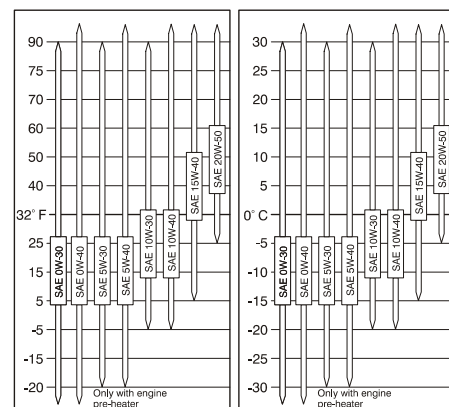 90
75
70
60
50
40
32° F
25
15
5
-5
-15
-20
SAE 0W-30
SAE 0W-40
SAE 5W-30
SAE 5W-40
SAE 10W-30
SAE 10W-40
SAE 15W-40
SAE 20W-50
Only with engine
pre-heater
30
25
20
15
10
5
0° C
-5
-10
-15
-20
-25
-30
SAE 0W-30
SAE 0W-40
SAE 5W-30
SAE 5W-40
SAE 10W-30
SAE 10W-40
SAE 15W-40
SAE 20W-50
Only with engine
pre-heater